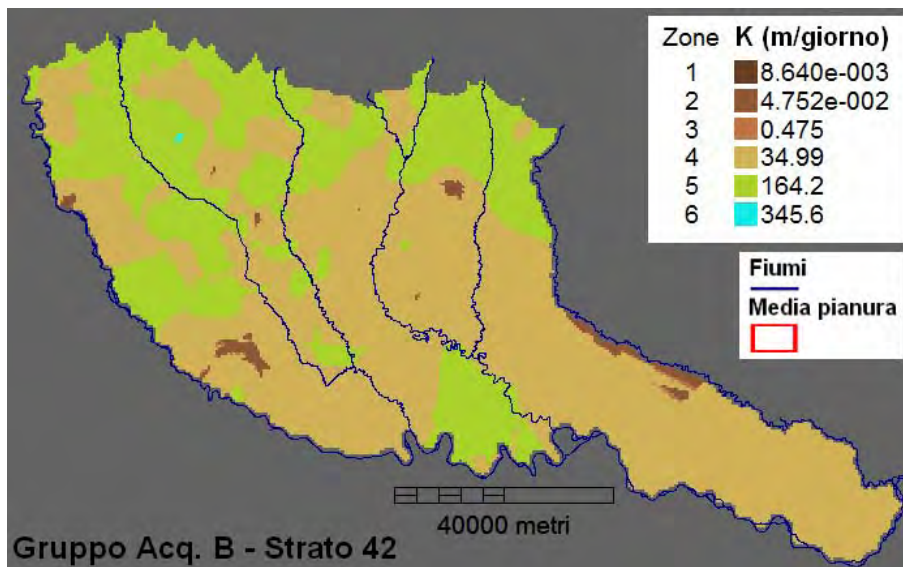 Zone K (m/giorno)
1 8.640e-003
2 4.752e-002
3 0.475
4 34.99
5 164.2
6 345.6
Fiumi
Media pianura
40000 metri
Gruppo Acq. B - Strato 42